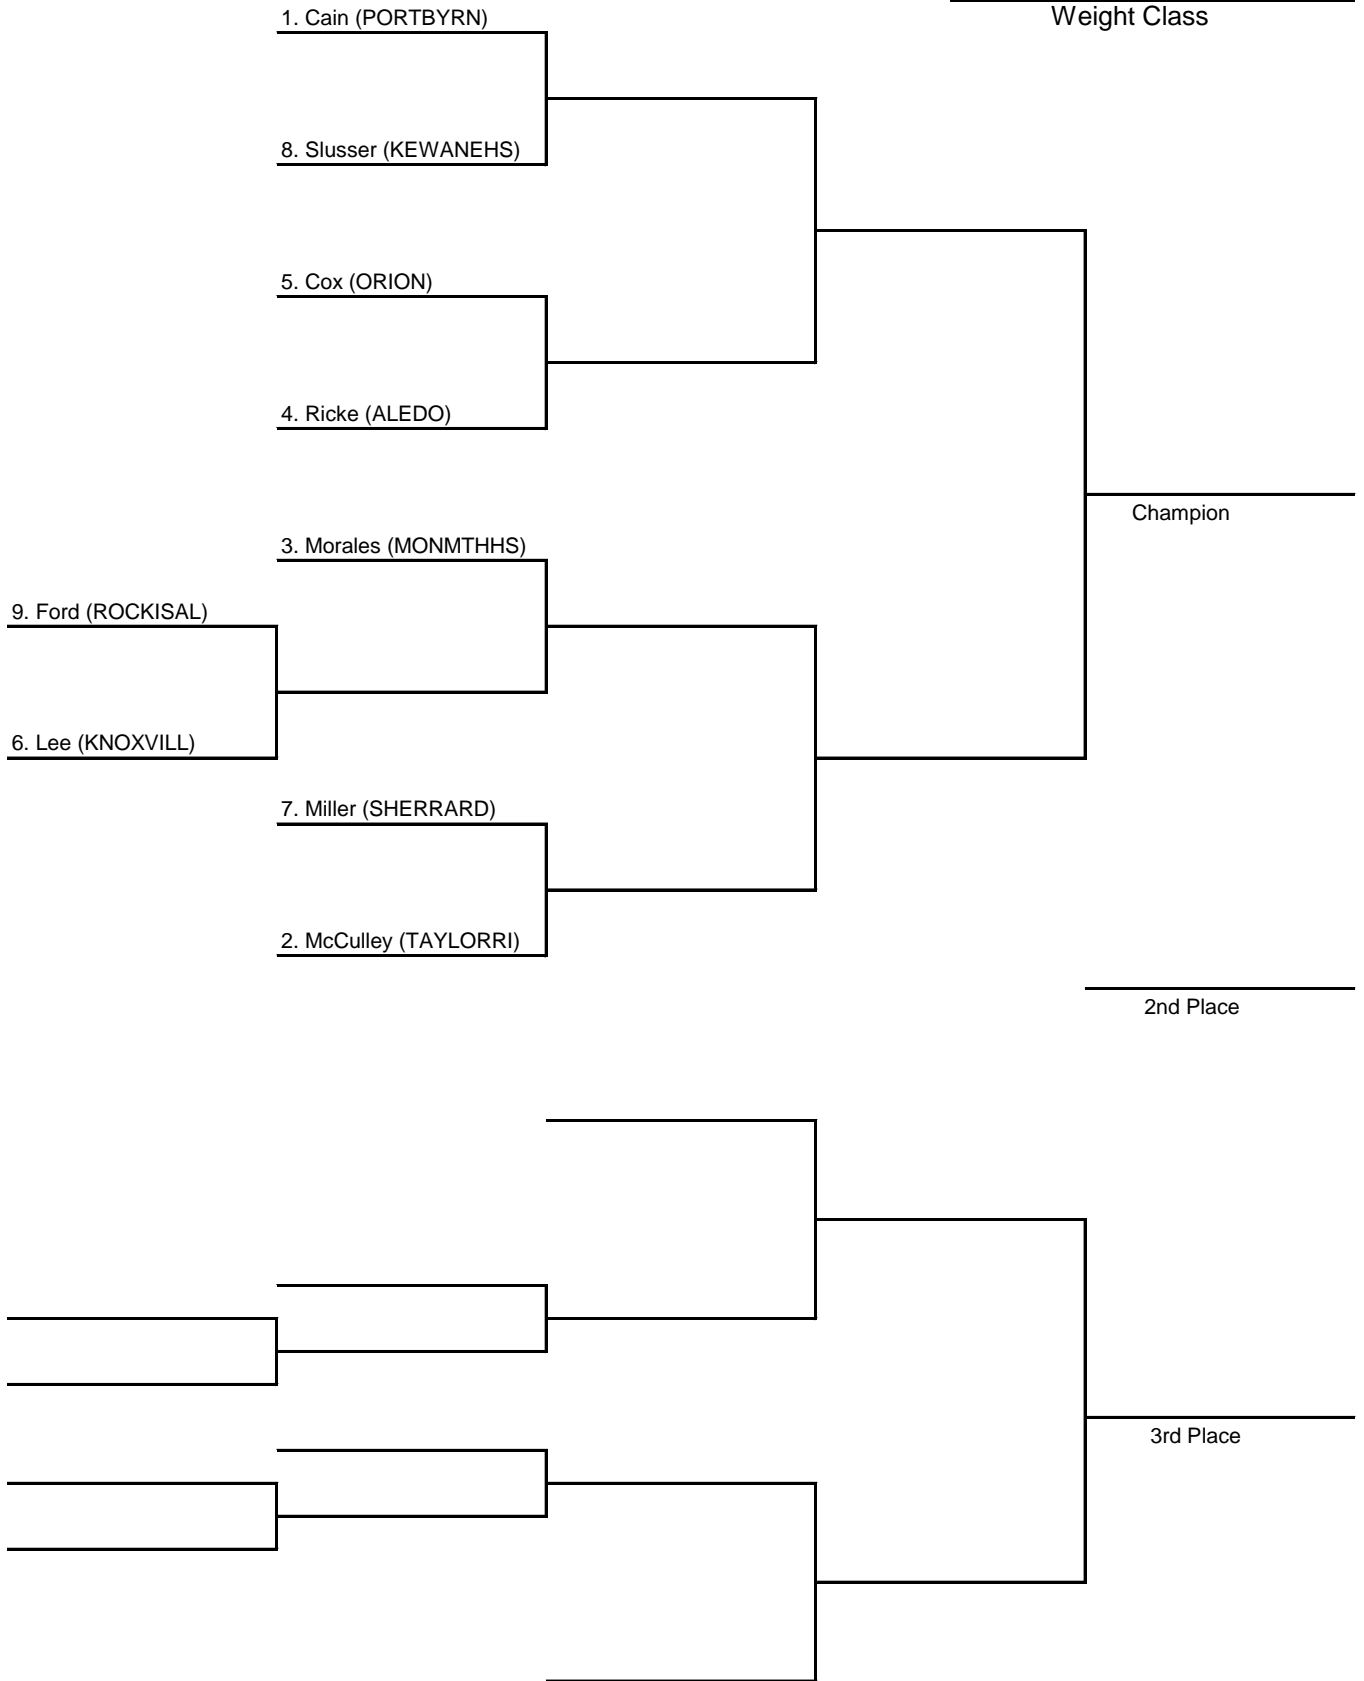 1. Cain (PORTBYRN)
Weight Class
8. Slusser (KEWANEHS)
5. Cox (ORION)
4. Ricke (ALEDO)
Champion
3. Morales (MONMTHHS)
9. Ford (ROCKISAL)
6. Lee (KNOXVILL)
7. Miller (SHERRARD)
2. McCulley (TAYLORRI)
2nd Place
3rd Place